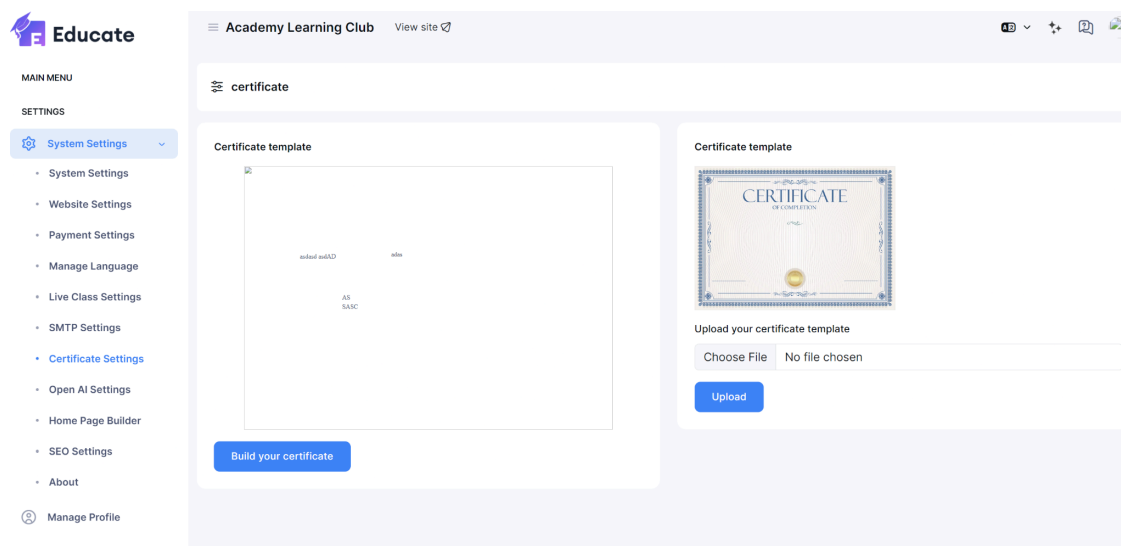 Educate
MAIN MENU
SETTINGS
System Settings
System Settings
Website Settings
Payment Settings
Manage Language
Live Class Settings
SMTP Settings
Certificate Settings
Open AI Settings
Home Page Builder
SEO Settings
About
Manage Profile
Academy Learning Club View site
certificate
Certificate template
AS
SASC
Build your certificate
Certificate template
CERTIFICATE
OF COMPLETION
Upload your certificate template
Choose File No file chosen
Upload